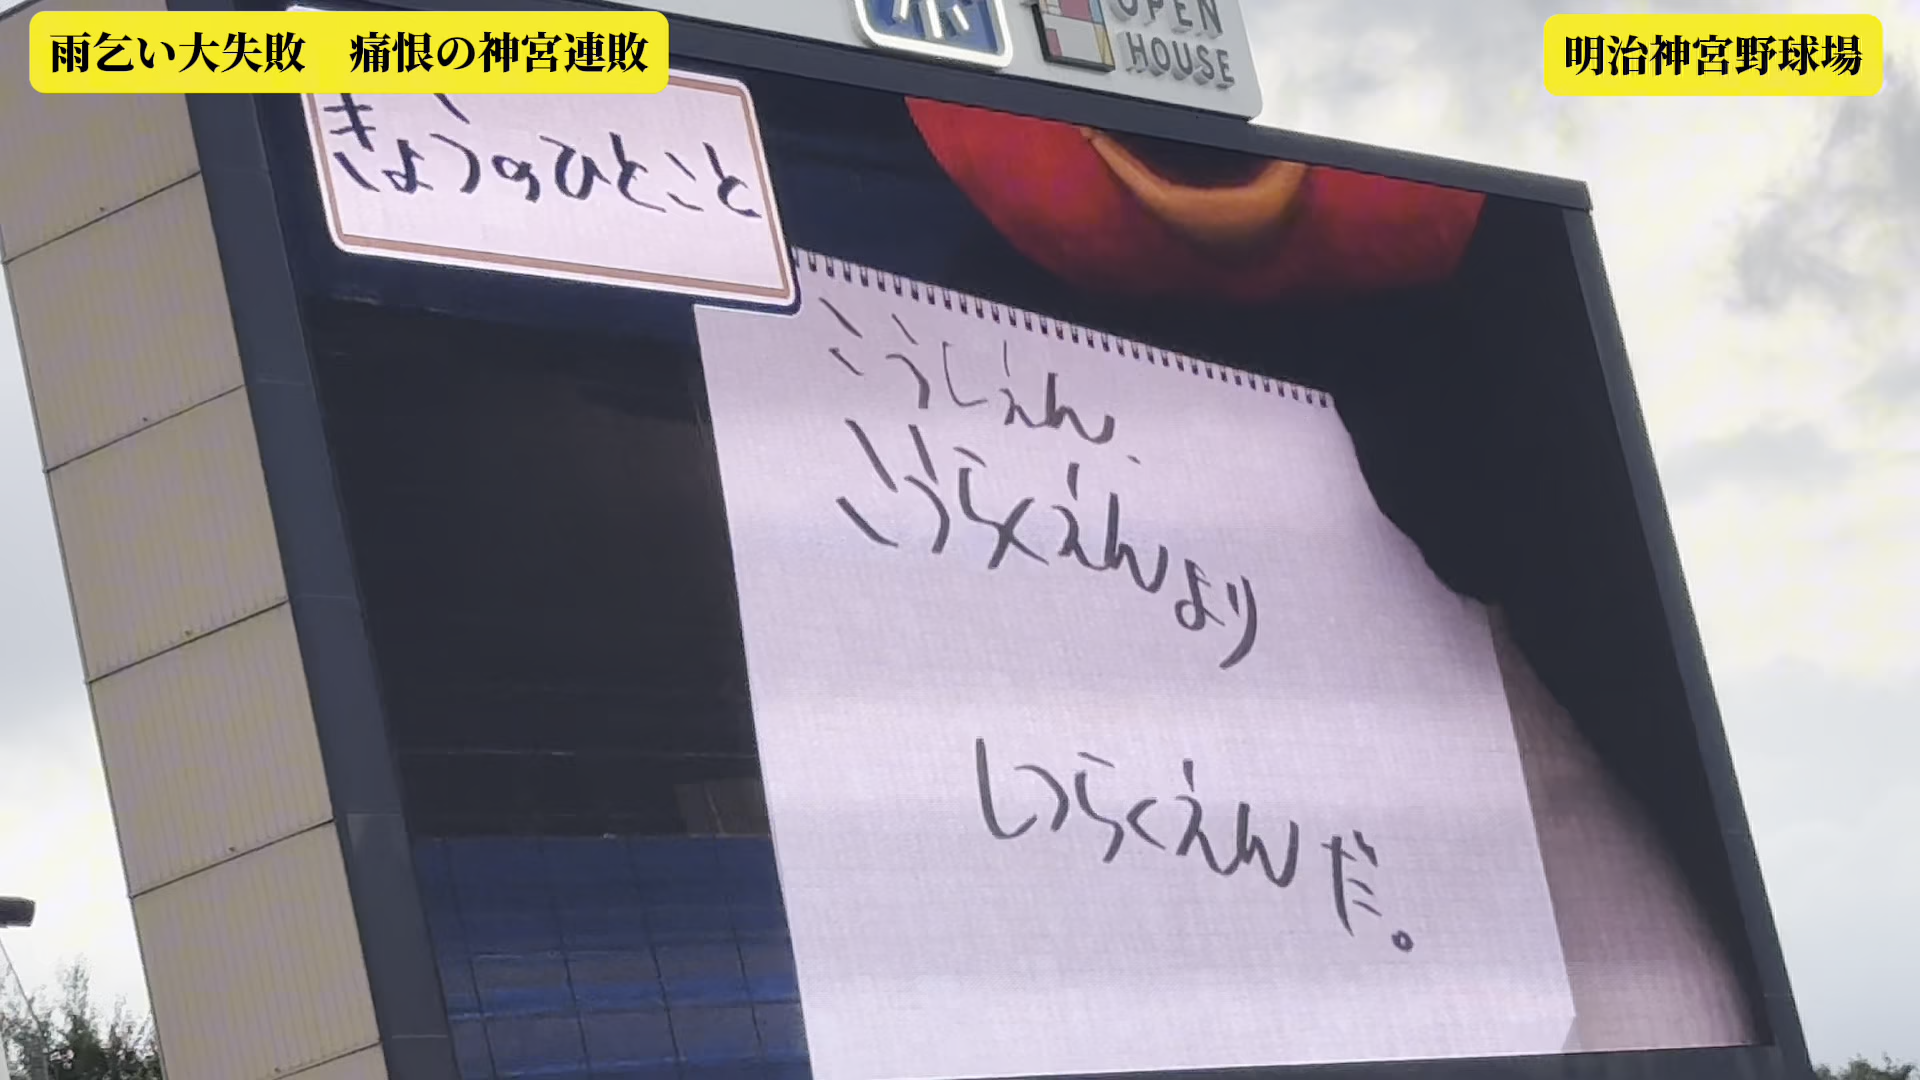 雨乞い大失敗　痛恨の神宮連敗
明治神宮野球場
OPEN
HOUSE
きょうのひとこと
こうしえん、
こうらくえんより
しつらくえんだ。